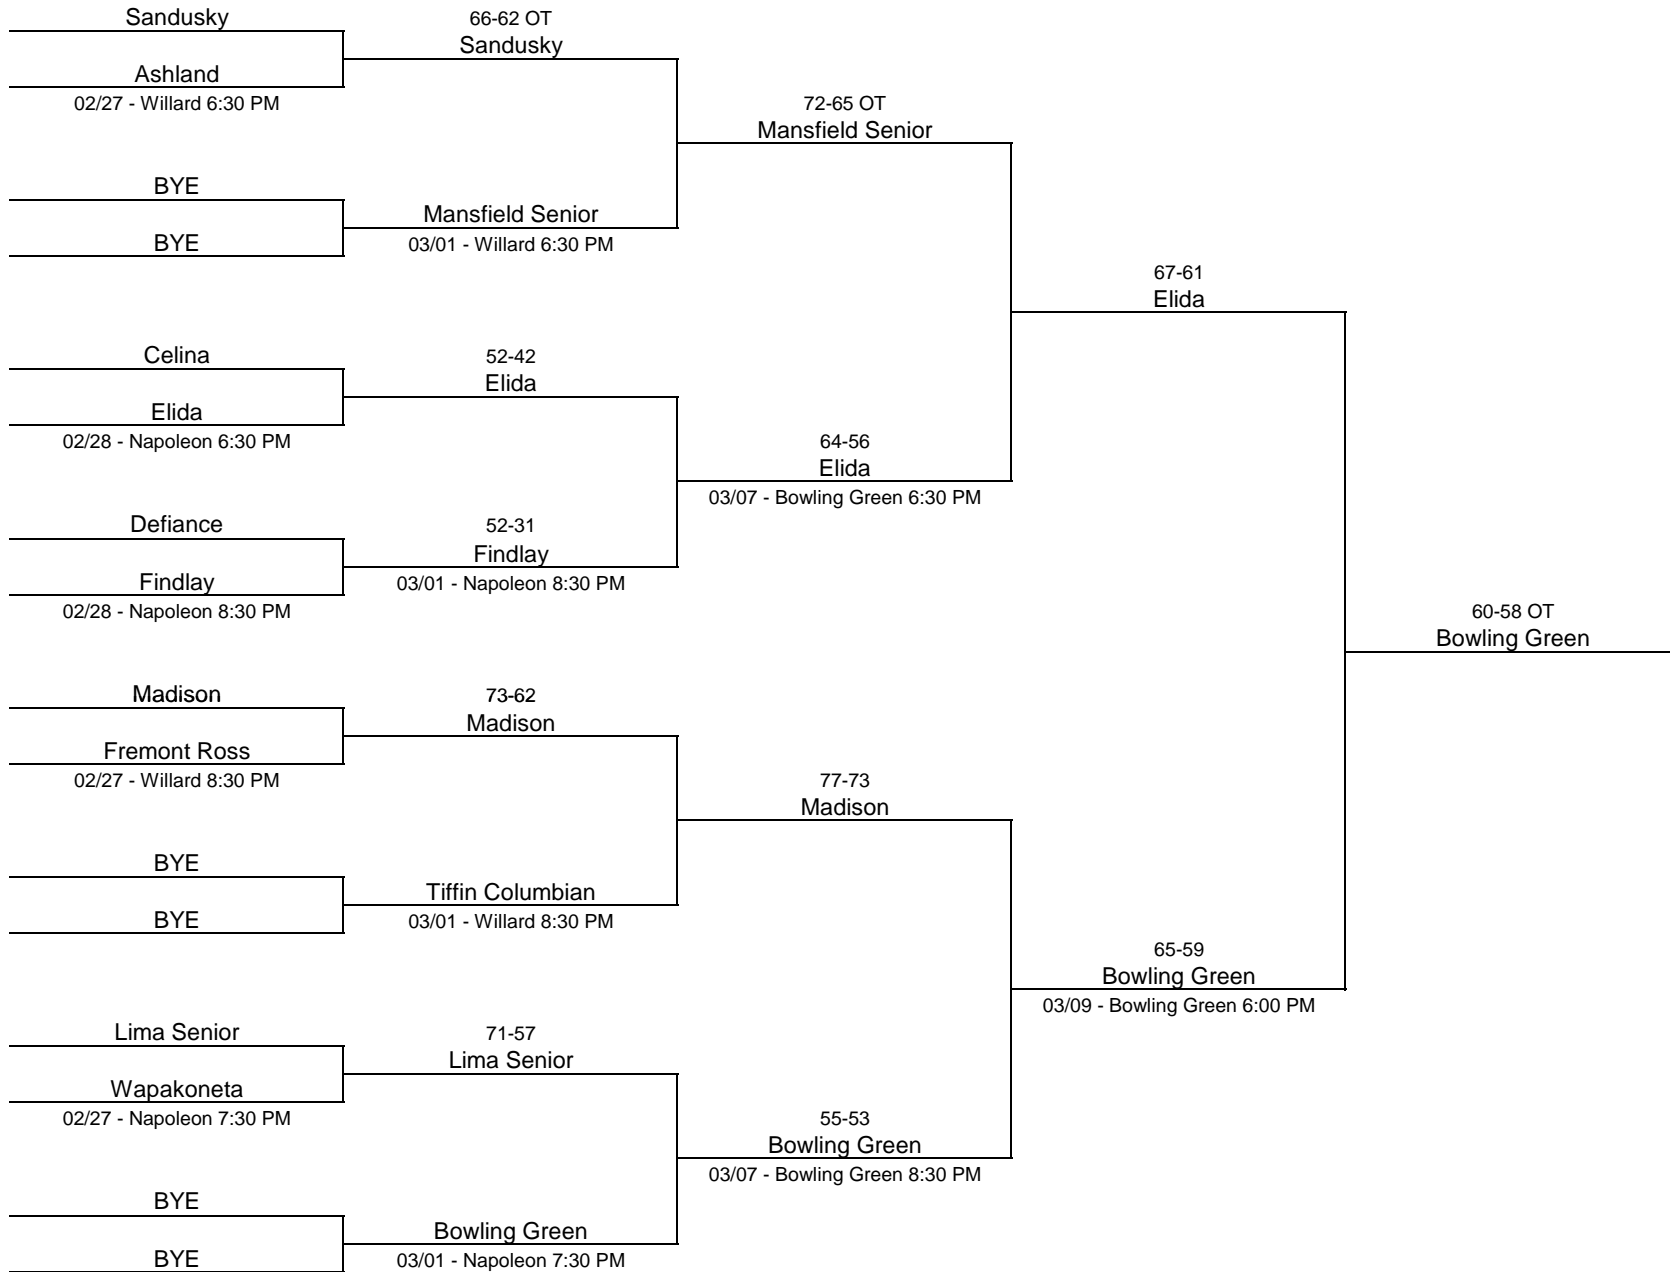 Sandusky
Ashland
02/27 - Willard 6:30 PM
BYE
BYE
Celina
Elida
02/28 - Napoleon 6:30 PM
Defiance
Findlay
02/28 - Napoleon 8:30 PM
Madison
Fremont Ross
02/27 - Willard 8:30 PM
BYE
BYE
Lima Senior
Wapakoneta
02/27 - Napoleon 7:30 PM
BYE
BYE
66-62 OT
Sandusky
Mansfield Senior
03/01 - Willard 6:30 PM
52-42
Elida
52-31
Findlay
03/01 - Napoleon 8:30 PM
73-62
Madison
Tiffin Columbian
03/01 - Willard 8:30 PM
71-57
Lima Senior
Bowling Green
03/01 - Napoleon 7:30 PM
72-65 OT
Mansfield Senior
64-56
Elida
03/07 - Bowling Green 6:30 PM
77-73
Madison
55-53
Bowling Green
03/07 - Bowling Green 8:30 PM
67-61
Elida
65-59
Bowling Green
03/09 - Bowling Green 6:00 PM
60-58 OT
Bowling Green